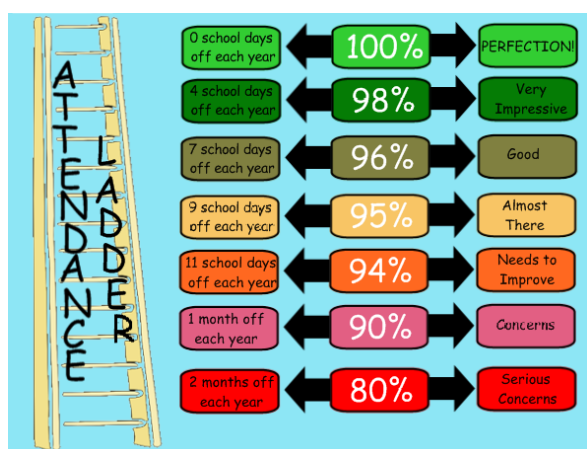 ATTENDANCE
LADDER
0 school days
off each year
100%
PERFECTION!
4 school days
off each year
98%
Very
Impressive
7 school days
off each year
96%
Good
9 school days
off each year
95%
Almost
There
11 school days
off each year
94%
Needs to
Improve
1 month off
each year
90%
Concerns
2 months off
each year
80%
Serious
Concerns